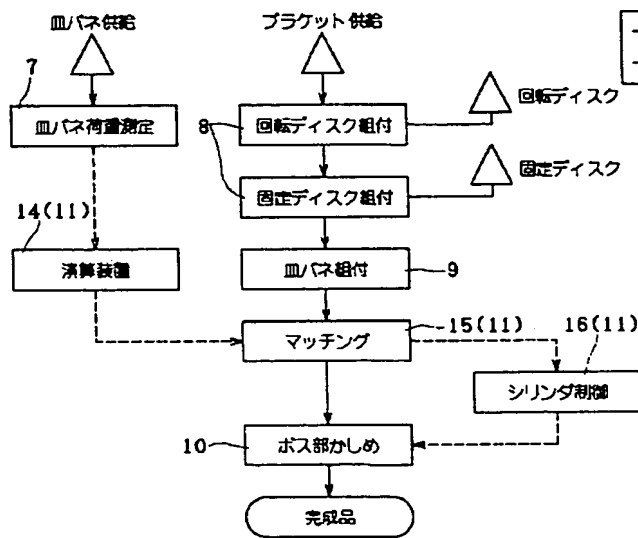 皿バネ供給
ブラケット供給
7
回転ディスク
皿バネ荷重測定
8
回転ディスク組付
固定ディスク
固定ディスク組付
14(11)
演算装置
皿バネ組付
9
15(11)
16(11)
マッチング
シリンダ制御
10
ボス部かしめ
完成品